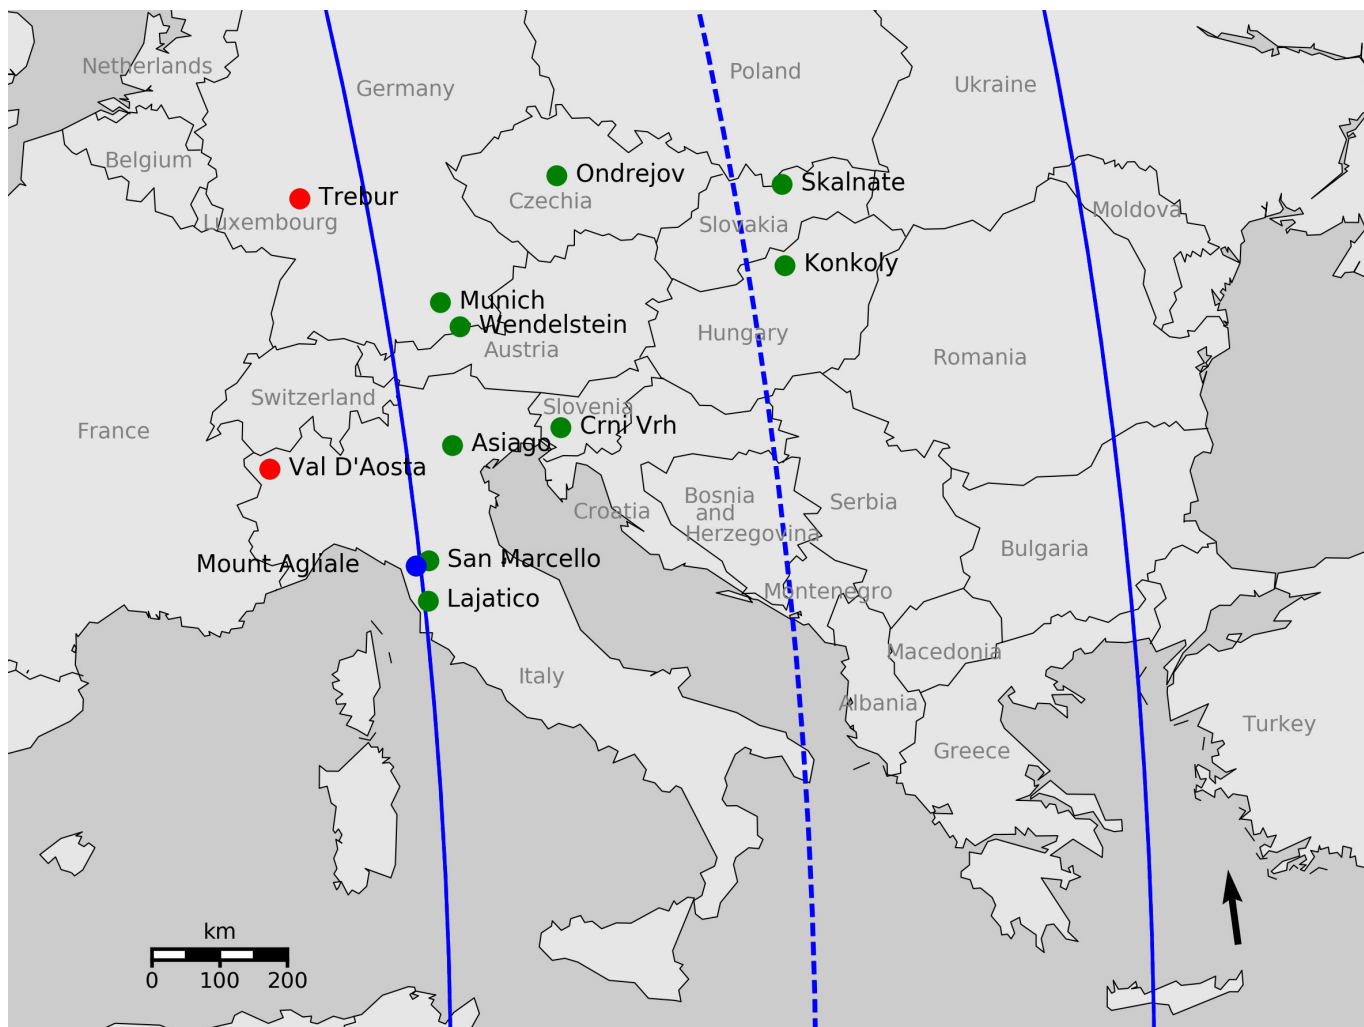 Netherlands
Germany
Poland
Ukraine
Belgium
Ondrejov
Skalnate
Czechia
Trebur
Luxembourg
Slovakia
Moldova
Konkoly
Munich
Wendelstein
Hungary
Austria
Romania
Switzerland
Slovenia
France
Crni Vrh
Asiago
Val D'Aosta
Bosnia
and
Herzegovina
Croatia
Serbia
Bulgaria
Mount Agliale
San Marcello
Lajatico
Montenegro
Macedonia
Italy
Albania
Greece
Turkey
km
0 100 200